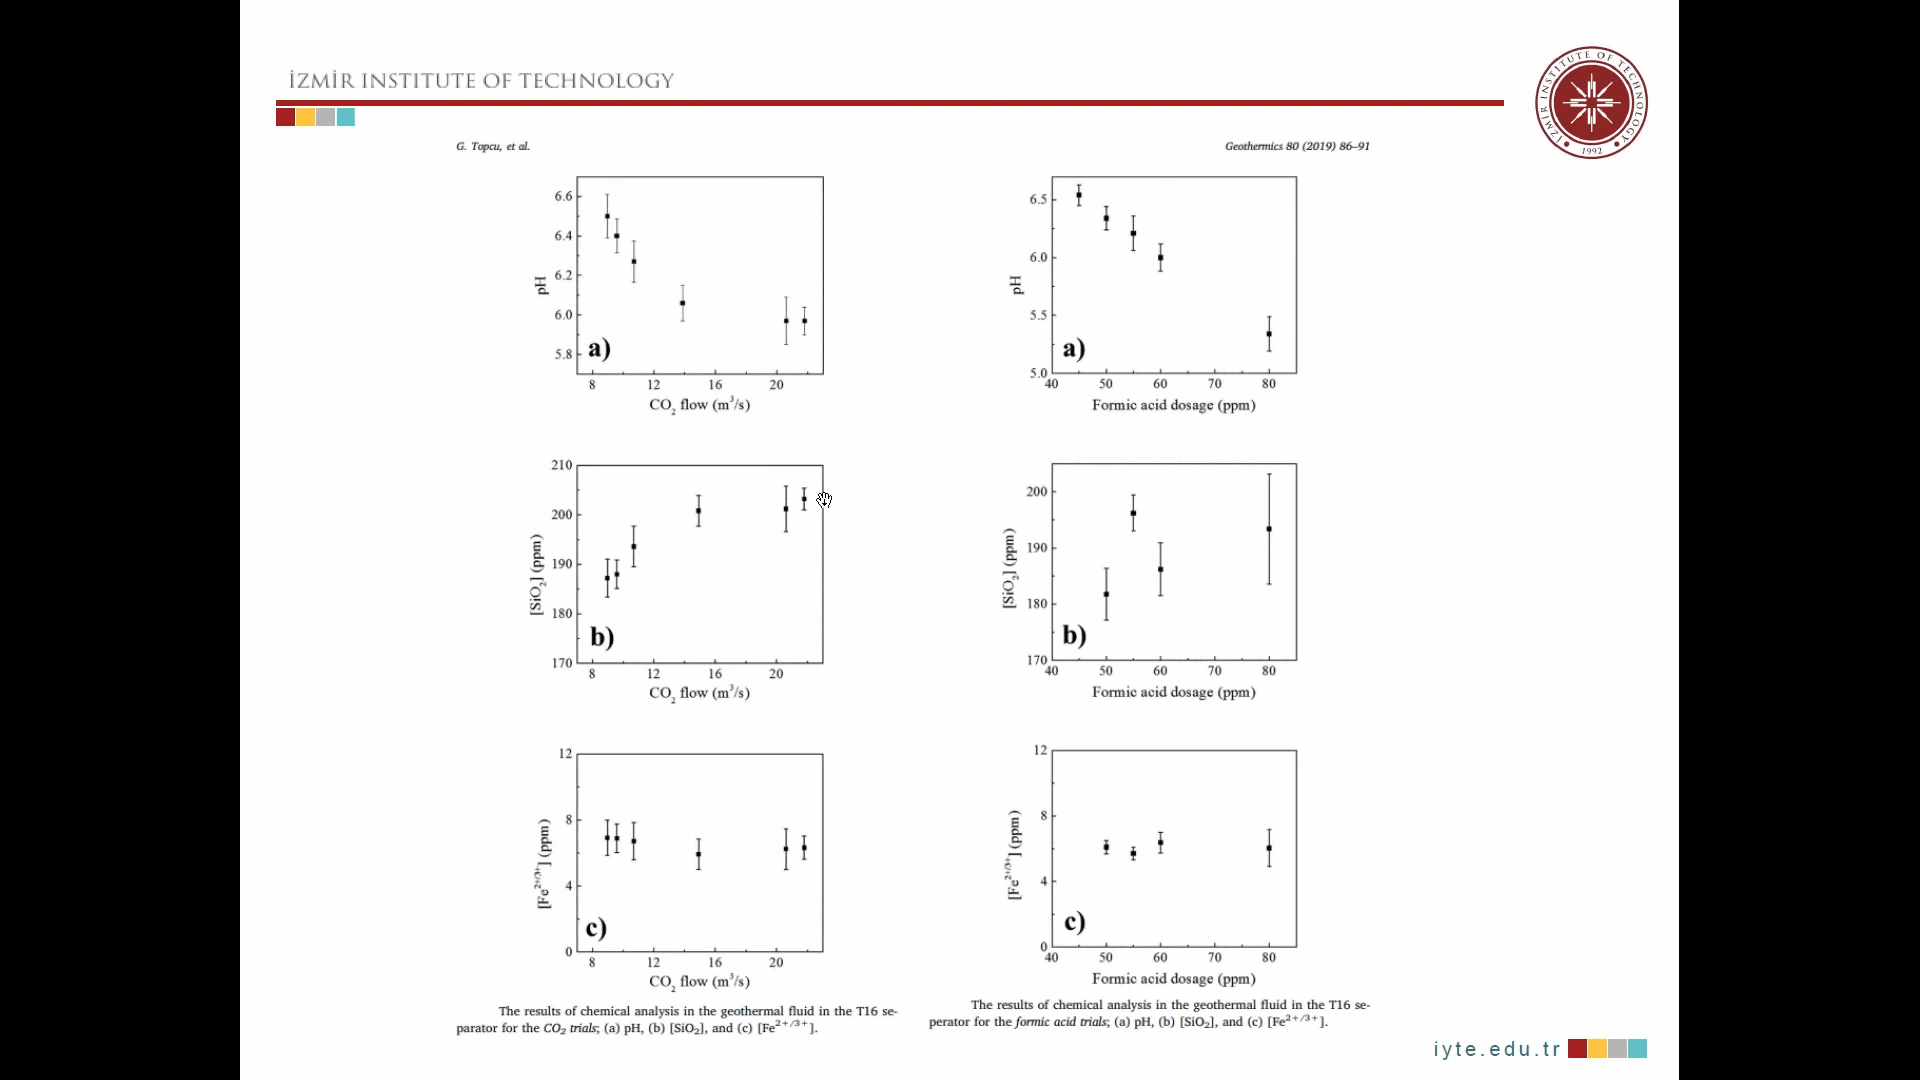 İZMİR INSTITUTE OF TECHNOLOGY
İZMİR INSTITUTE OF TECHNOLOGY
1992
G. Topcu, et al.
Geothermics 80 (2019) 86–91
6.6
6.4
6.2
6.0
5.8
pH
a)
8 12 16 20
CO₂ flow (m³/s)
6.5
6.0
5.5
5.0
pH
a)
40 50 60 70 80
Formic acid dosage (ppm)
210
200
190
180
170
[SiO₂] (ppm)
b)
8 12 16 20
CO₂ flow (m³/s)
200
190
180
170
[SiO₂] (ppm)
b)
40 50 60 70 80
Formic acid dosage (ppm)
12
8
4
0
[Fe²⁺/³⁺] (ppm)
c)
8 12 16 20
CO₂ flow (m³/s)
12
8
4
0
[Fe²⁺/³⁺] (ppm)
c)
40 50 60 70 80
Formic acid dosage (ppm)
The results of chemical analysis in the geothermal fluid in the T16 se-
parator for the CO₂ trials; (a) pH, (b) [SiO₂], and (c) [Fe²⁺/³⁺].
The results of chemical analysis in the geothermal fluid in the T16 se-
perator for the formic acid trials; (a) pH, (b) [SiO₂], and (c) [Fe²⁺/³⁺].
iyte.edu.tr